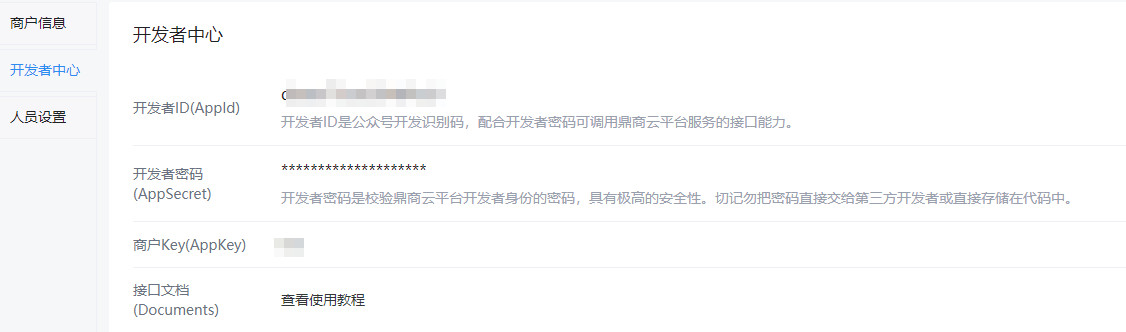 商户信息
开发者中心
人员设置
开发者中心
开发者ID(AppId)
开发者ID是公众号开发识别码，配合开发者密码可调用鼎商云平台服务的接口能力。
开发者密码
(AppSecret)
********************
开发者密码是校验鼎商云平台开发者身份的密码，具有极高的安全性。切记勿把密码直接交给第三方开发者或直接存储在代码中。
商户Key(AppKey)
接口文档
(Documents)
查看使用教程